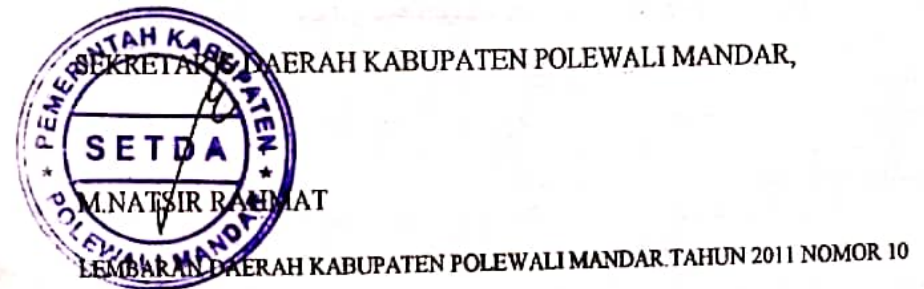 SEKRETARIS DAERAH KABUPATEN POLEWALI MANDAR,
PEMERINTAH KABUPATEN
SETDA
* POLEWALI MANDAR *
M.NATSIR RAHMAT
LEMBARAN DAERAH KABUPATEN POLEWALI MANDAR.TAHUN 2011 NOMOR 10